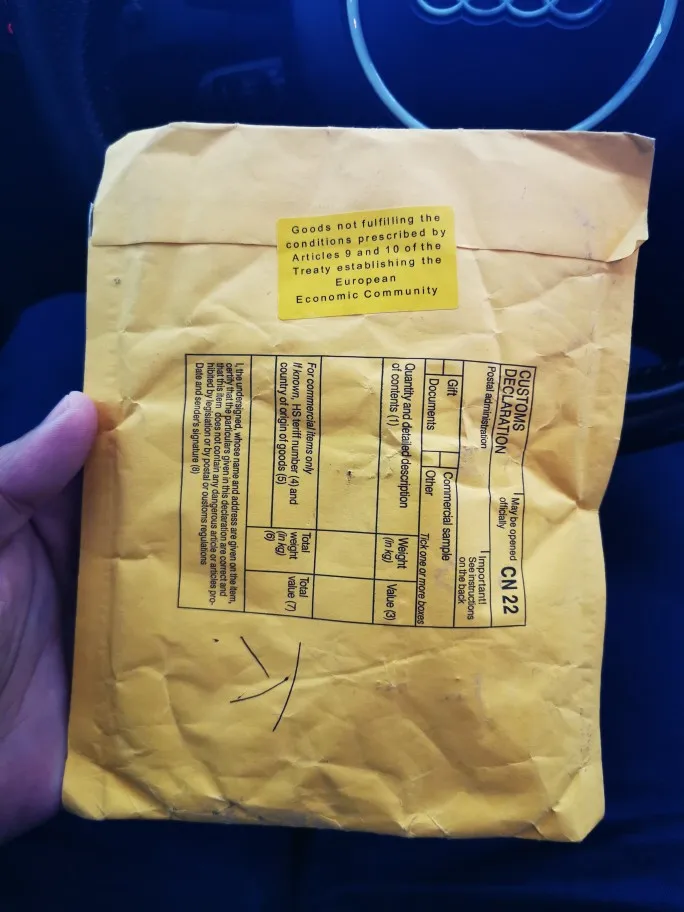 Goods not fulfilling the
conditions prescribed by
Articles 9 and 10 of the
Treaty establishing the
European
Economic Community
CUSTOMS
DECLARATION
May be opened
officially
CN 22
Postal administration
Important!
See instructions
on the back
Gift
Commercial sample
Documents
Other
Tick one or more boxes
Quantity and detailed description
of contents (1)
Weight
(in kg)
Value (3)
For commercial items only
If known, HS teriff number (4) and
country of origin of goods (5)
Total
weight
(in kg)
(6)
Total
value (7)
I, the undersigned, whose name and address are given on the item,
certify that the particulars given in this declaration are correct and
that this item does not contain any dangerous article or articles pro-
hibited by legislation or by postal or customs regulations
Date and sender's signature (8)